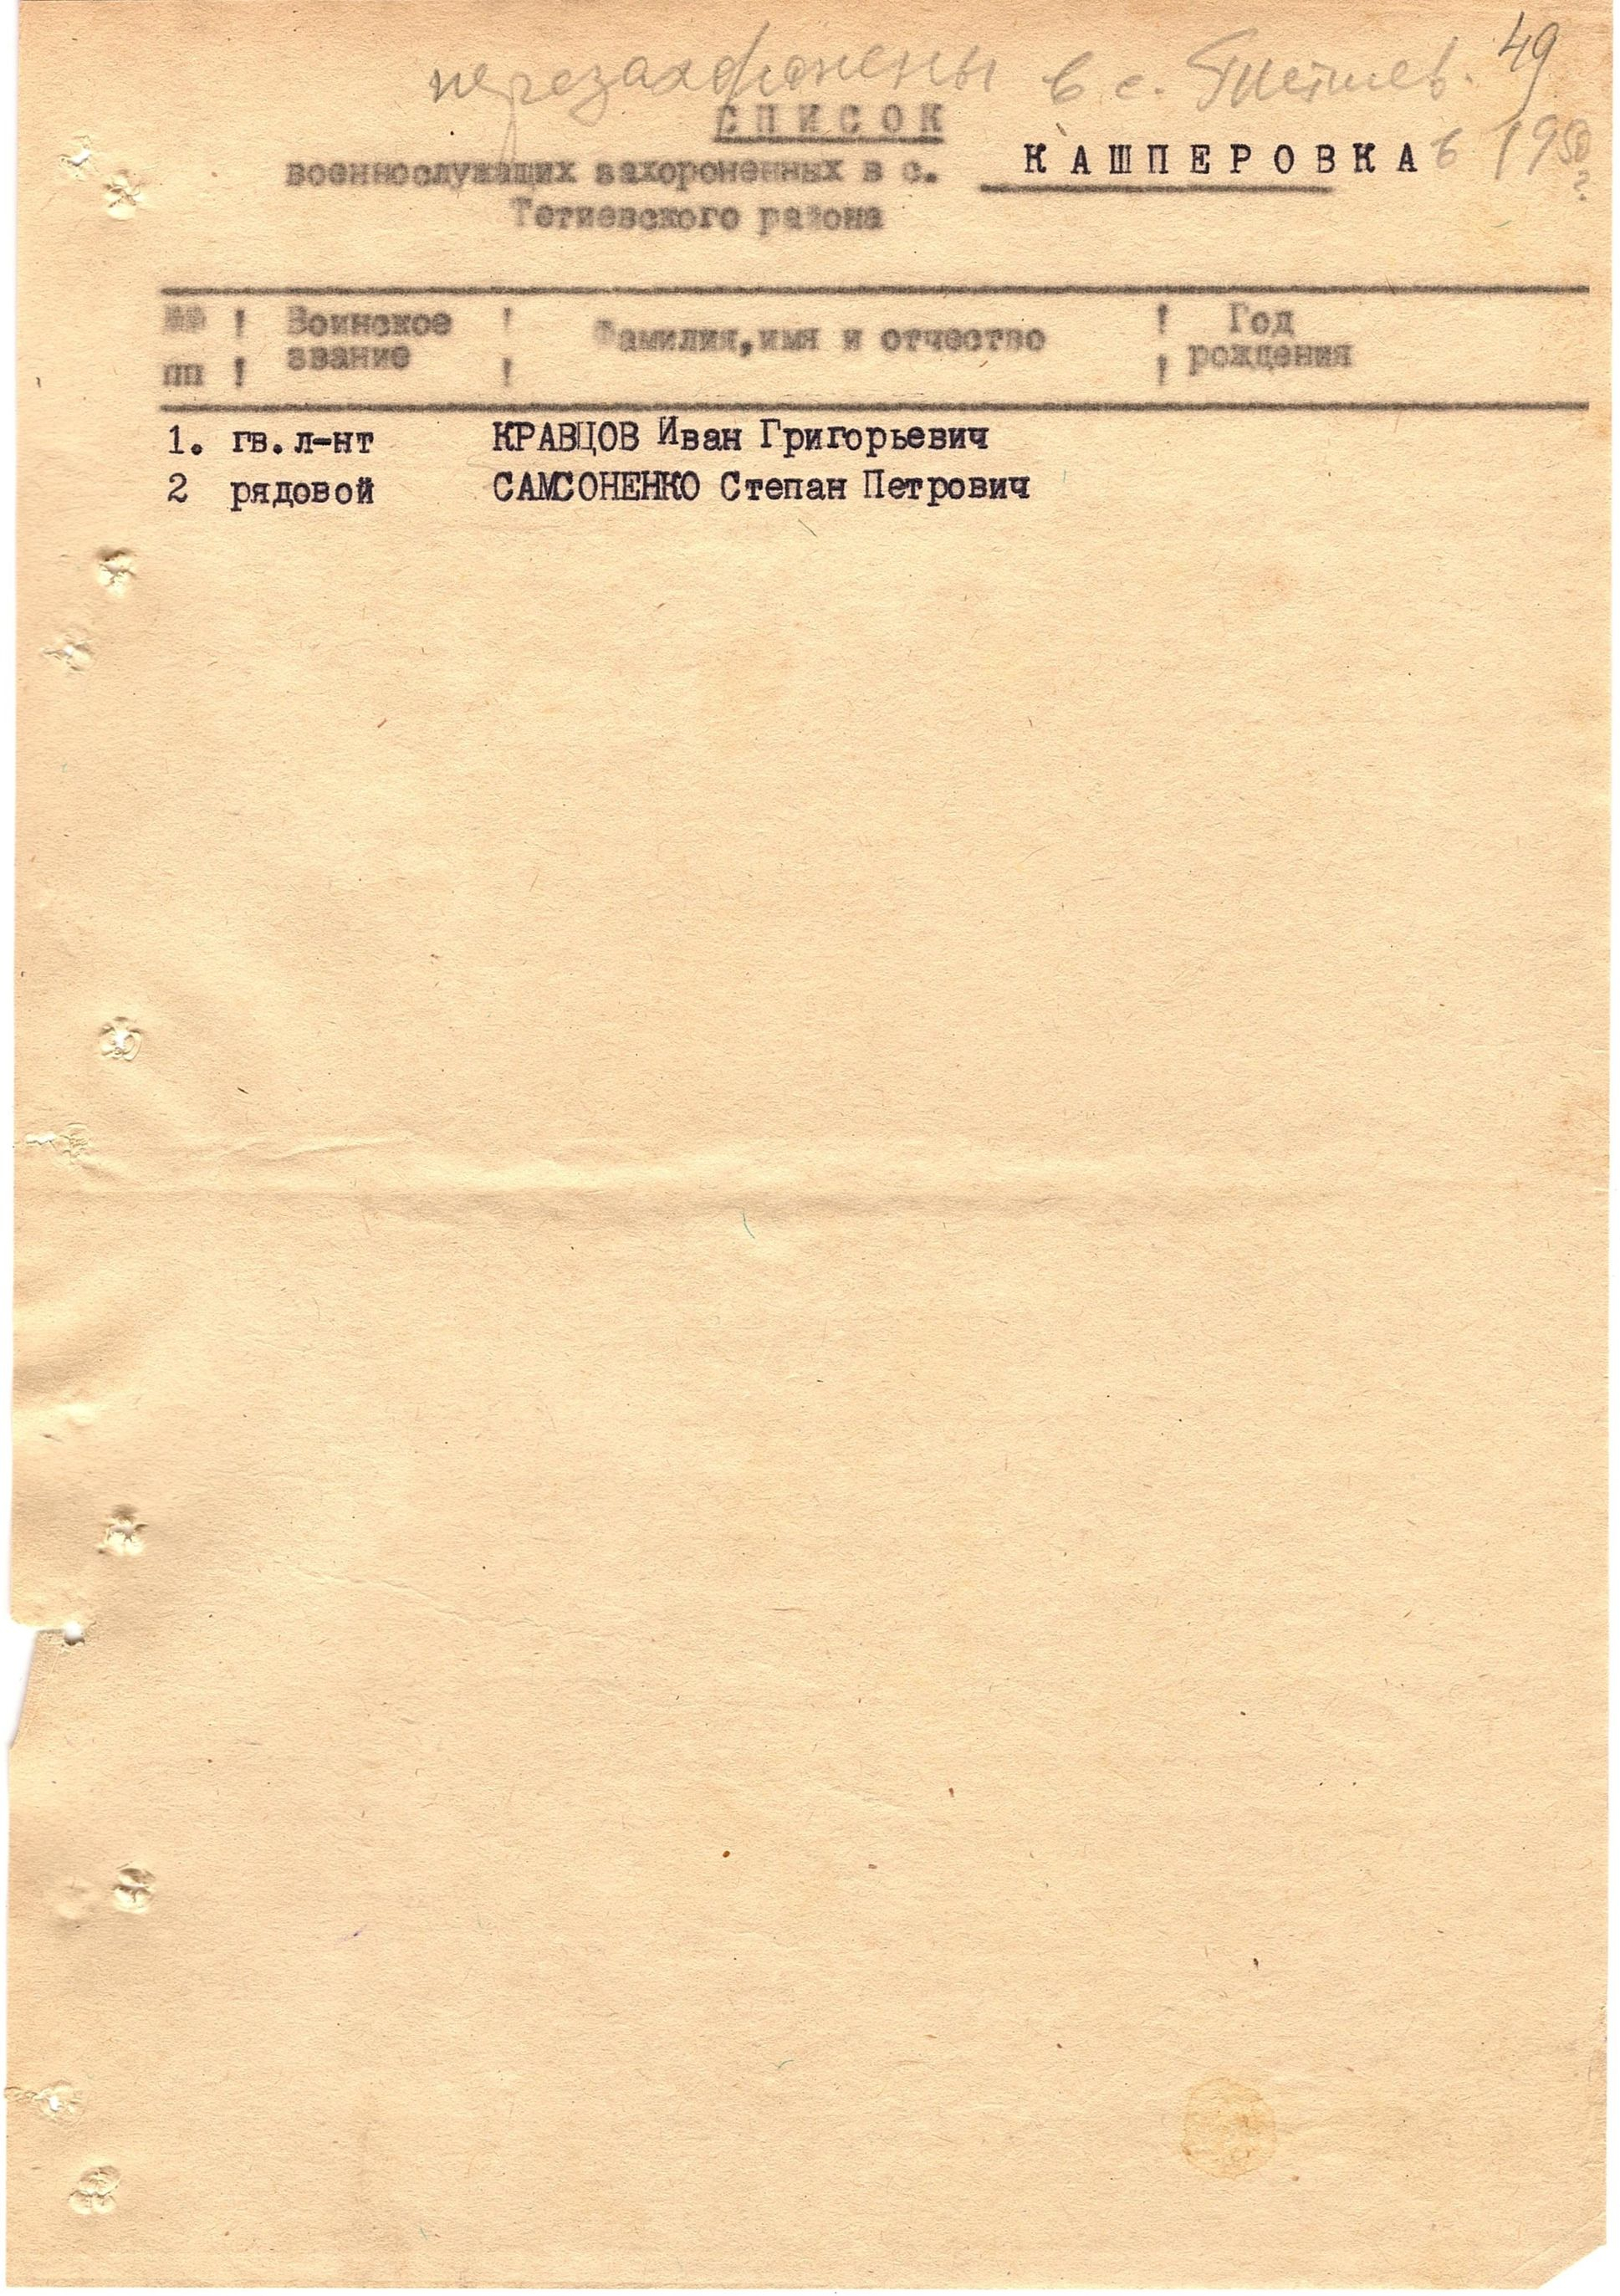 перезахоронены в с. Тетиев. 49
СПИСОК
военнослужащих захороненных в с. КАШПЕРОВКА в
Тетиевского района
№№ ! Воинское ! Фамилия,имя и отчество ! Год
пп ! звание ! ! рождения
1. гв.л-нт КРАВЦОВ Иван Григорьевич
2 рядовой САМСОНЕНКО Степан Петрович